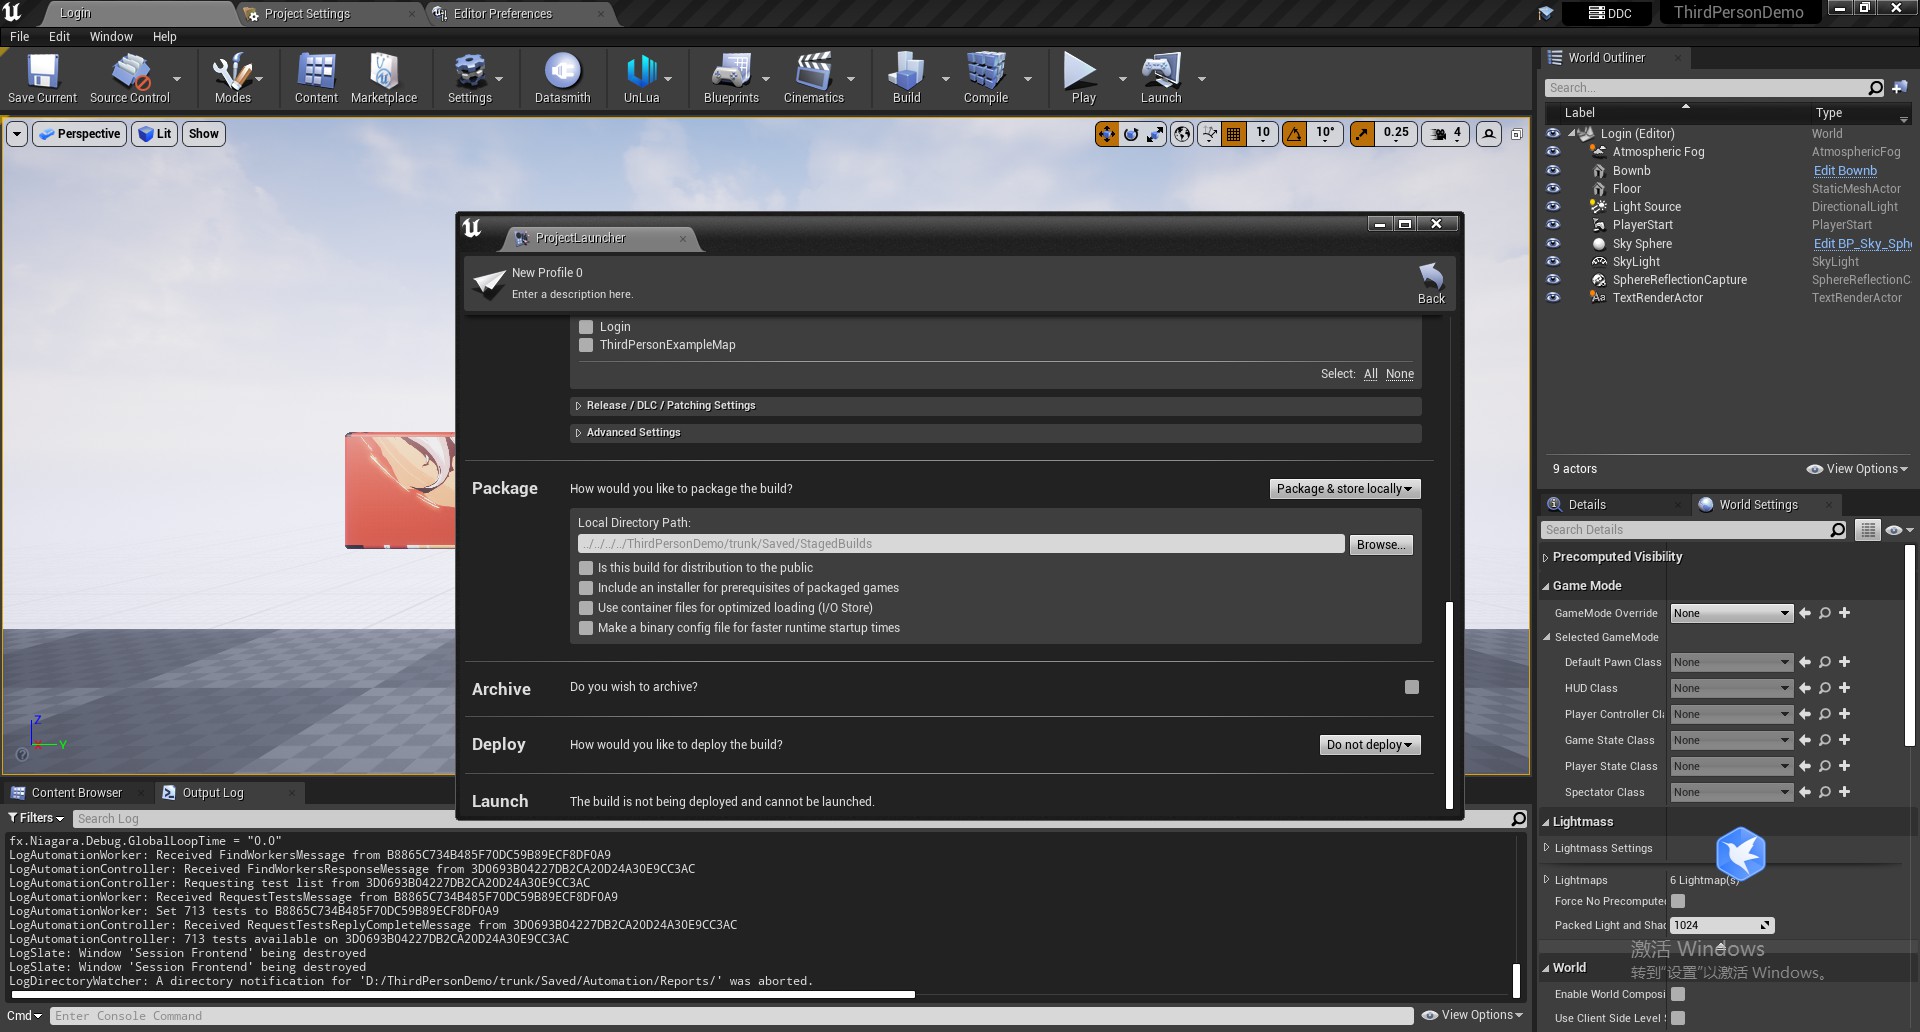 Login
Project Settings
Editor Preferences
DDC
ThirdPersonDemo
File Edit Window Help
Save Current
Source Control
Modes
Content
Marketplace
Settings
Datasmith
UnLua
Blueprints
Cinematics
Build
Compile
Play
Launch
Perspective
Lit
Show
10
10°
0.25
4
World Outliner
Search...
Label Type
Login (Editor) World
Atmospheric Fog AtmosphericFog
Bownb Edit Bownb
Floor StaticMeshActor
Light Source DirectionalLight
PlayerStart PlayerStart
Sky Sphere Edit BP_Sky_Sph
SkyLight SkyLight
SphereReflectionCapture SphereReflectionC
TextRenderActor TextRenderActor
9 actors
View Options
ProjectLauncher
New Profile 0
Enter a description here.
Back
Login
ThirdPersonExampleMap
Select: All None
Release / DLC / Patching Settings
Advanced Settings
Package
How would you like to package the build?
Package & store locally
Local Directory Path:
../../../../ThirdPersonDemo/trunk/Saved/StagedBuilds
Browse...
Is this build for distribution to the public
Include an installer for prerequisites of packaged games
Use container files for optimized loading (I/O Store)
Make a binary config file for faster runtime startup times
Archive
Do you wish to archive?
Deploy
How would you like to deploy the build?
Do not deploy
Launch
The build is not being deployed and cannot be launched.
Z
X
Y
Details
World Settings
Search Details
Precomputed Visibility
Game Mode
GameMode Override None
Selected GameMode
Default Pawn Class None
HUD Class None
Player Controller Cl None
Game State Class None
Player State Class None
Spectator Class None
Lightmass
Lightmass Settings
Lightmaps 6 Lightmap(s)
Force No Precompute
Packed Light and Shad 1024
World
Enable World Composi
Use Client Side Level S
激活 Windows
转到“设置”以激活 Windows。
Content Browser
Output Log
Filters
Search Log
fx.Niagara.Debug.GlobalLoopTime = "0.0"
LogAutomationWorker: Received FindWorkersMessage from B8865C734B485F70DC59B89ECF8DF0A9
LogAutomationController: Received FindWorkersResponseMessage from 3D0693B04227DB2CA20D24A30E9CC3AC
LogAutomationController: Requesting test list from 3D0693B04227DB2CA20D24A30E9CC3AC
LogAutomationWorker: Received RequestTestsMessage from B8865C734B485F70DC59B89ECF8DF0A9
LogAutomationWorker: Set 713 tests to B8865C734B485F70DC59B89ECF8DF0A9
LogAutomationController: Received RequestTestsReplyCompleteMessage from 3D0693B04227DB2CA20D24A30E9CC3AC
LogAutomationController: 713 tests available on 3D0693B04227DB2CA20D24A30E9CC3AC
LogSlate: Window 'Session Frontend' being destroyed
LogSlate: Window 'Session Frontend' being destroyed
LogDirectoryWatcher: A directory notification for 'D:/ThirdPersonDemo/trunk/Saved/Automation/Reports/' was aborted.
Cmd
Enter Console Command
View Options